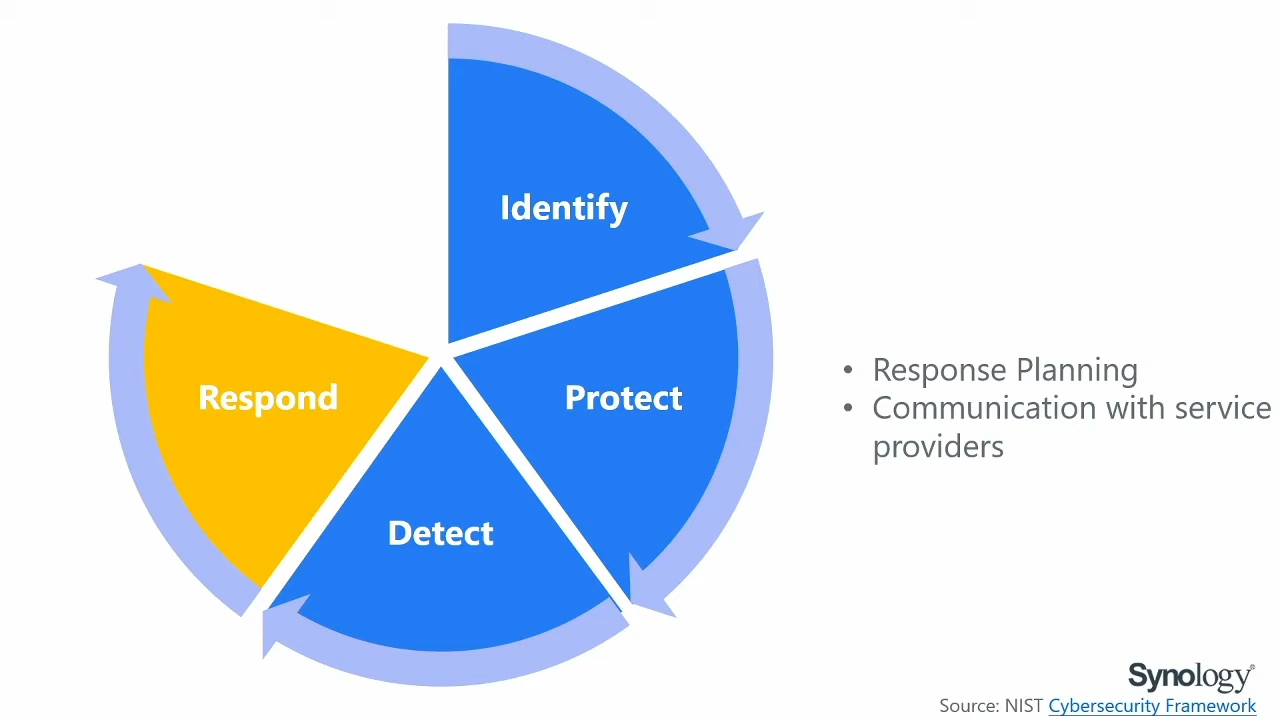 Identify
Protect
Detect
Respond
• Response Planning
• Communication with service
providers
Synology®
Source: NIST Cybersecurity Framework